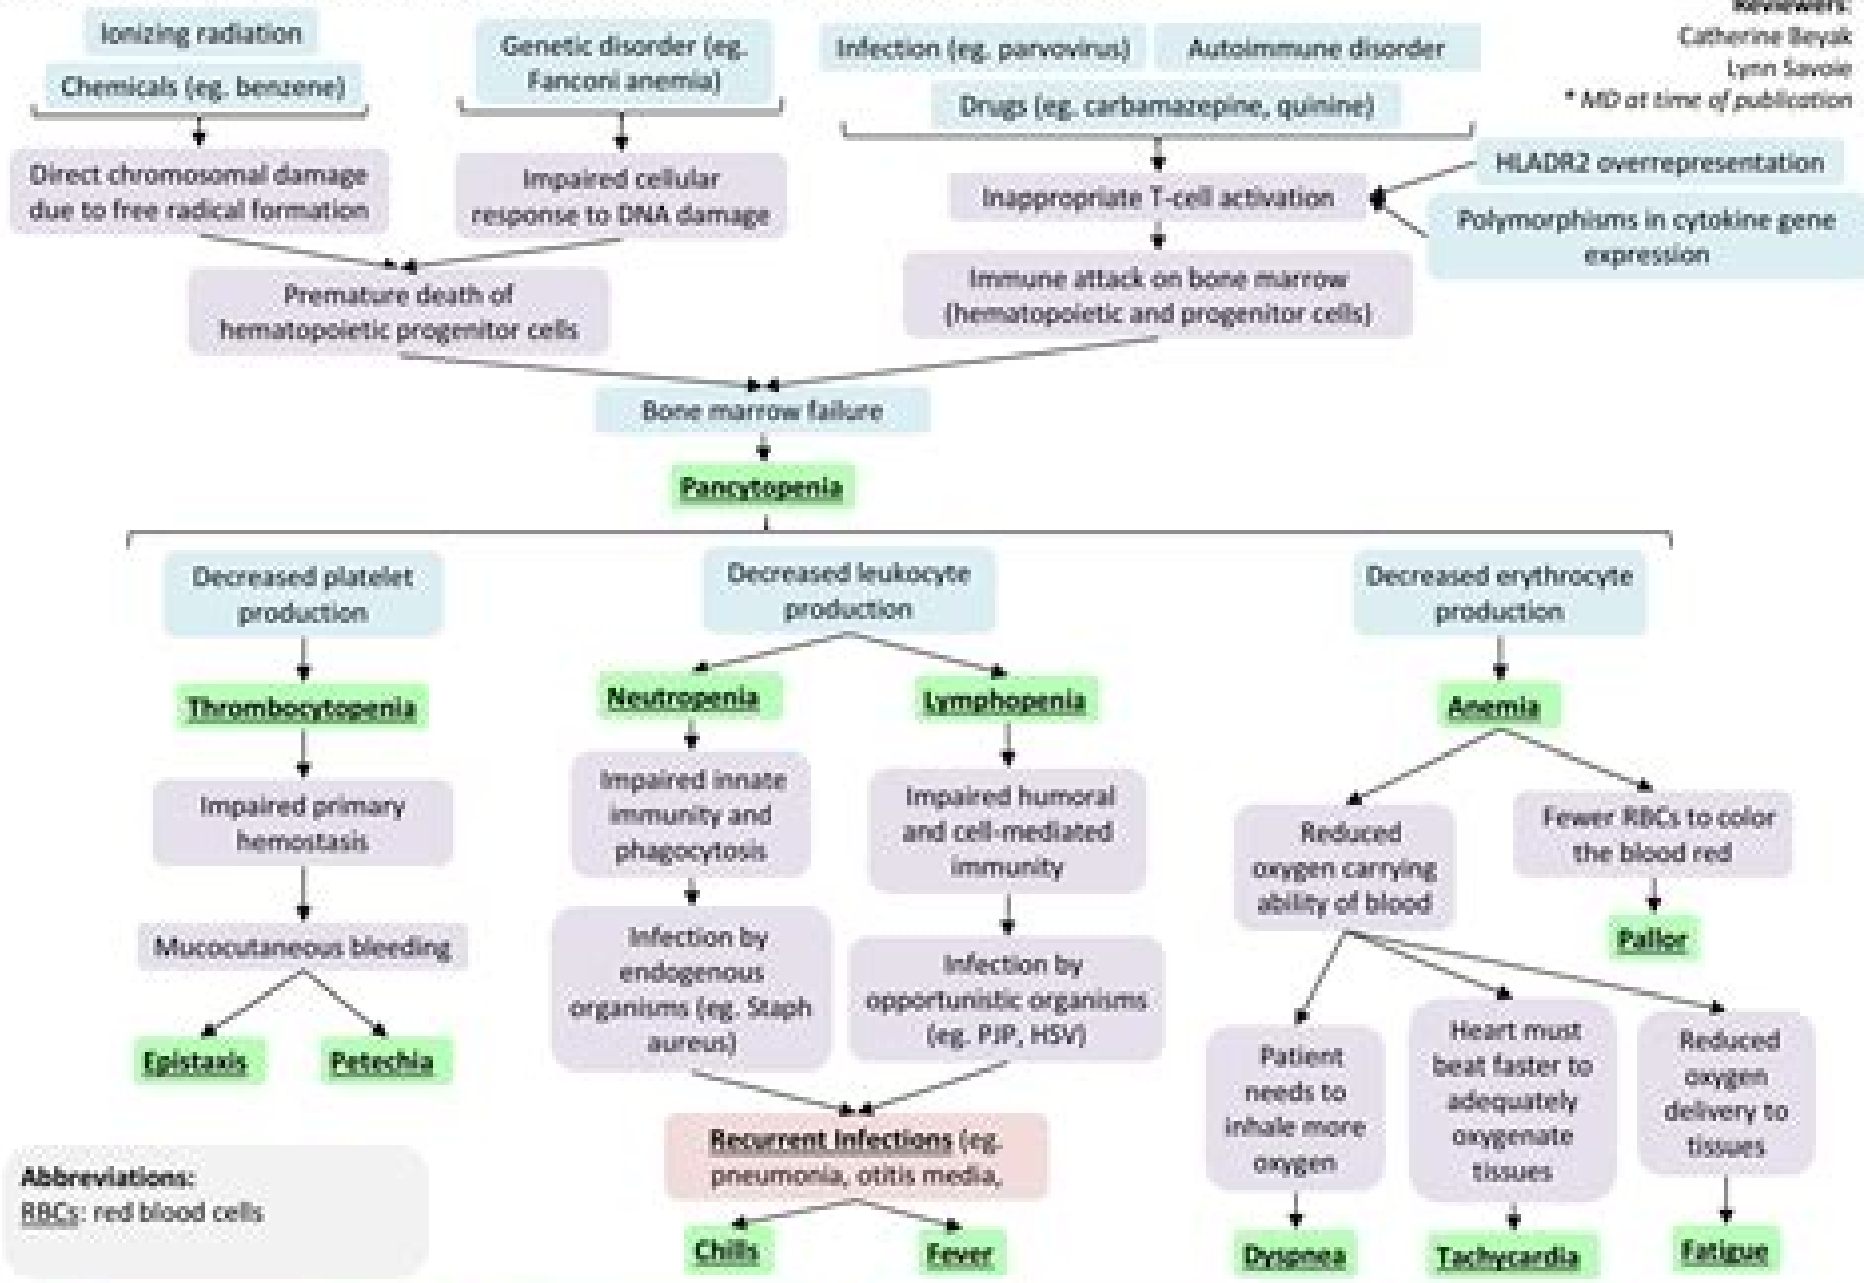 Ionizing radiation
Chemicals (eg. benzene)
Genetic disorder (eg.
Fanconi anemia)
Infection (eg. parvovirus)
Autoimmune disorder
Drugs (eg. carbamazepine, quinine)
Reviewers:
Catherine Beyak
Lynn Savoie
* MD at time of publication
Direct chromosomal damage
due to free radical formation
Impaired cellular
response to DNA damage
Inappropriate T-cell activation
HLADR2 overrepresentation
Polymorphisms in cytokine gene
expression
Premature death of
hematopoietic progenitor cells
Immune attack on bone marrow
(hematopoietic and progenitor cells)
Bone marrow failure
Pancytopenia
Decreased platelet
production
Decreased leukocyte
production
Decreased erythrocyte
production
Thrombocytopenia
Neutropenia
Lymphopenia
Anemia
Impaired primary
hemostasis
Impaired innate
immunity and
phagocytosis
Impaired humoral
and cell-mediated
immunity
Reduced
oxygen carrying
ability of blood
Fewer RBCs to color
the blood red
Pallor
Mucocutaneous bleeding
Infection by
endogenous
organisms (eg. Staph
aureus)
Infection by
opportunistic organisms
(eg. PJP, HSV)
Epistaxis
Petechia
Patient
needs to
inhale more
oxygen
Heart must
beat faster to
adequately
oxygenate
tissues
Reduced
oxygen
delivery to
tissues
Recurrent Infections (eg.
pneumonia, otitis media,
Chills
Fever
Dyspnea
Tachycardia
Fatigue
Abbreviations:
RBCs: red blood cells